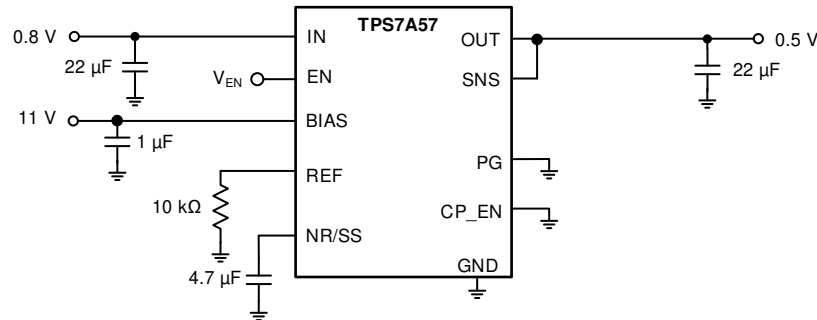 TPS7A57
0.8 V
IN
OUT
0.5 V
22 µF
SNS
22 µF
VEN
EN
11 V
BIAS
1 µF
PG
REF
10 kΩ
CP_EN
NR/SS
4.7 µF
GND